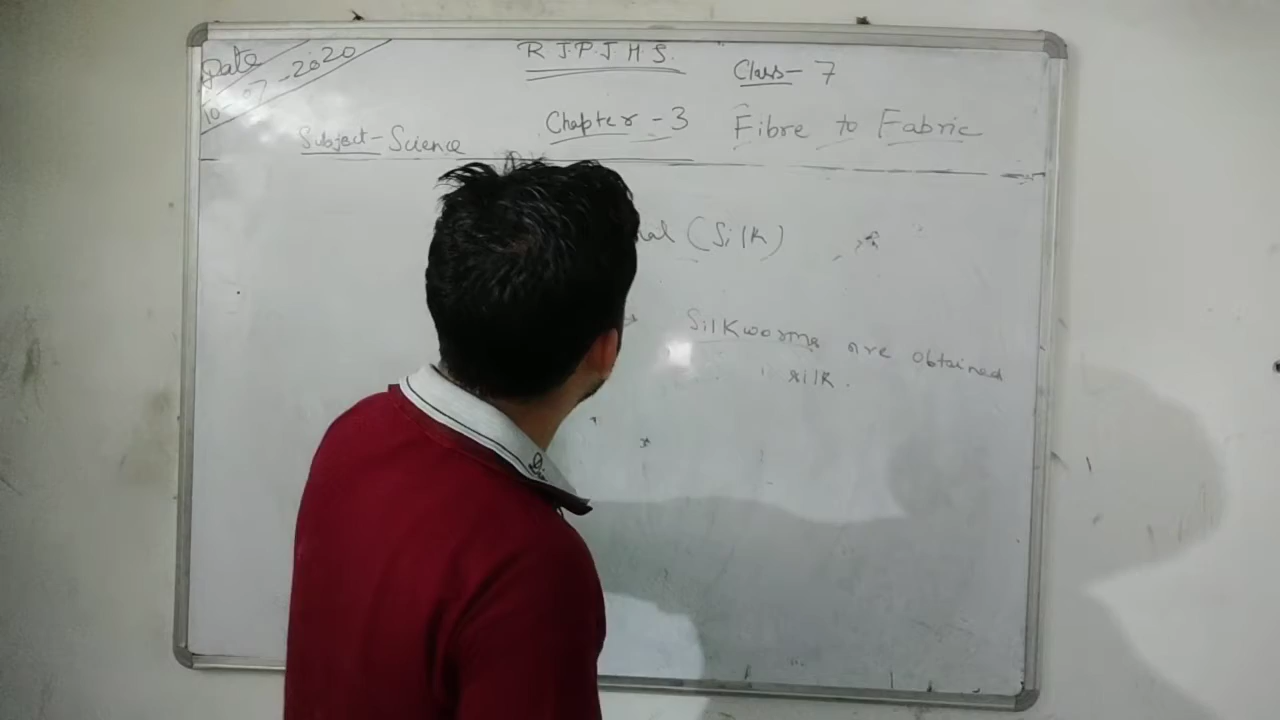 Date
10-07-2020
R J P J H S.
Class- 7
Subject- Science
Chapter - 3 Fibre to Fabric
(Silk)
Silkworms are obtained
silk.